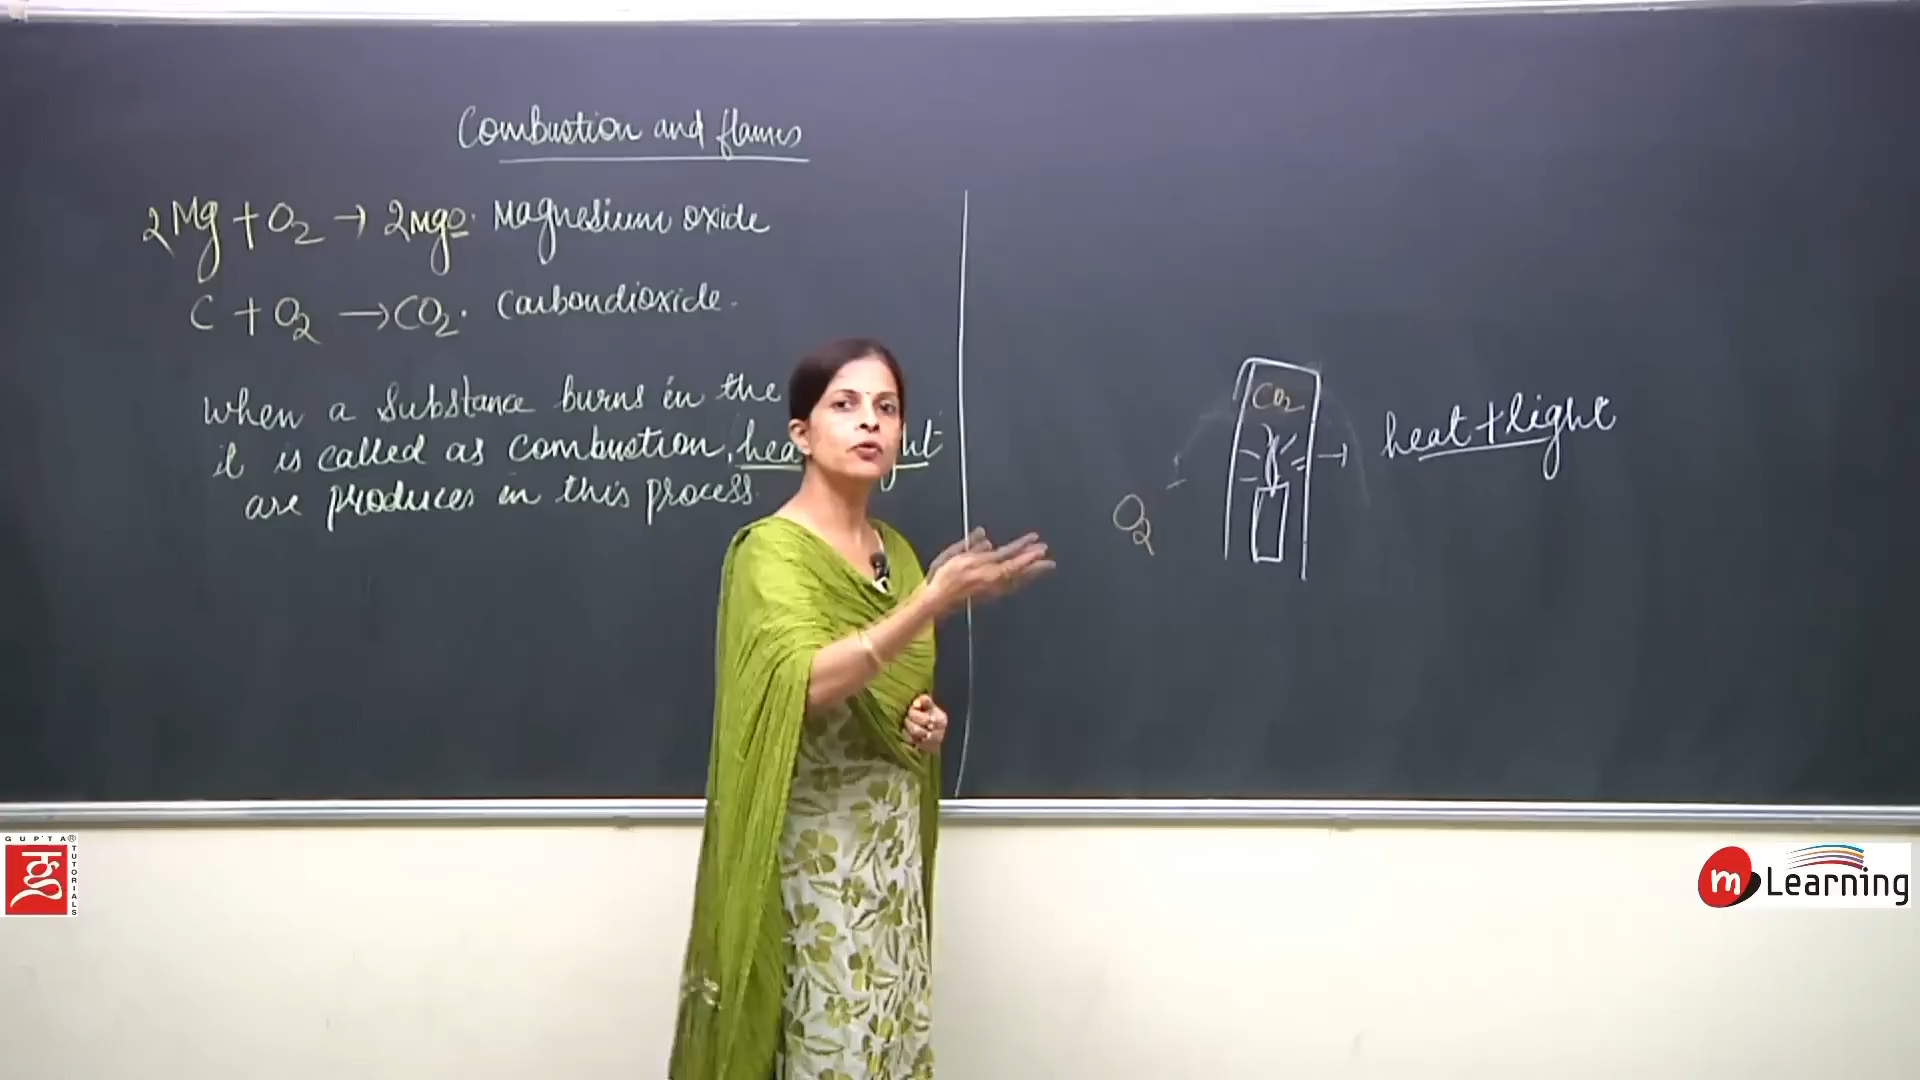 Combustion and flames
2Mg + O2 → 2MgO. Magnesium oxide
C + O2 → CO2. Carbondioxide.
When a substance burns in the
it is called as combustion,
are produces in this process.
CO2
heat + light
O2
GUPTA®
TUTORIALS
m Learning